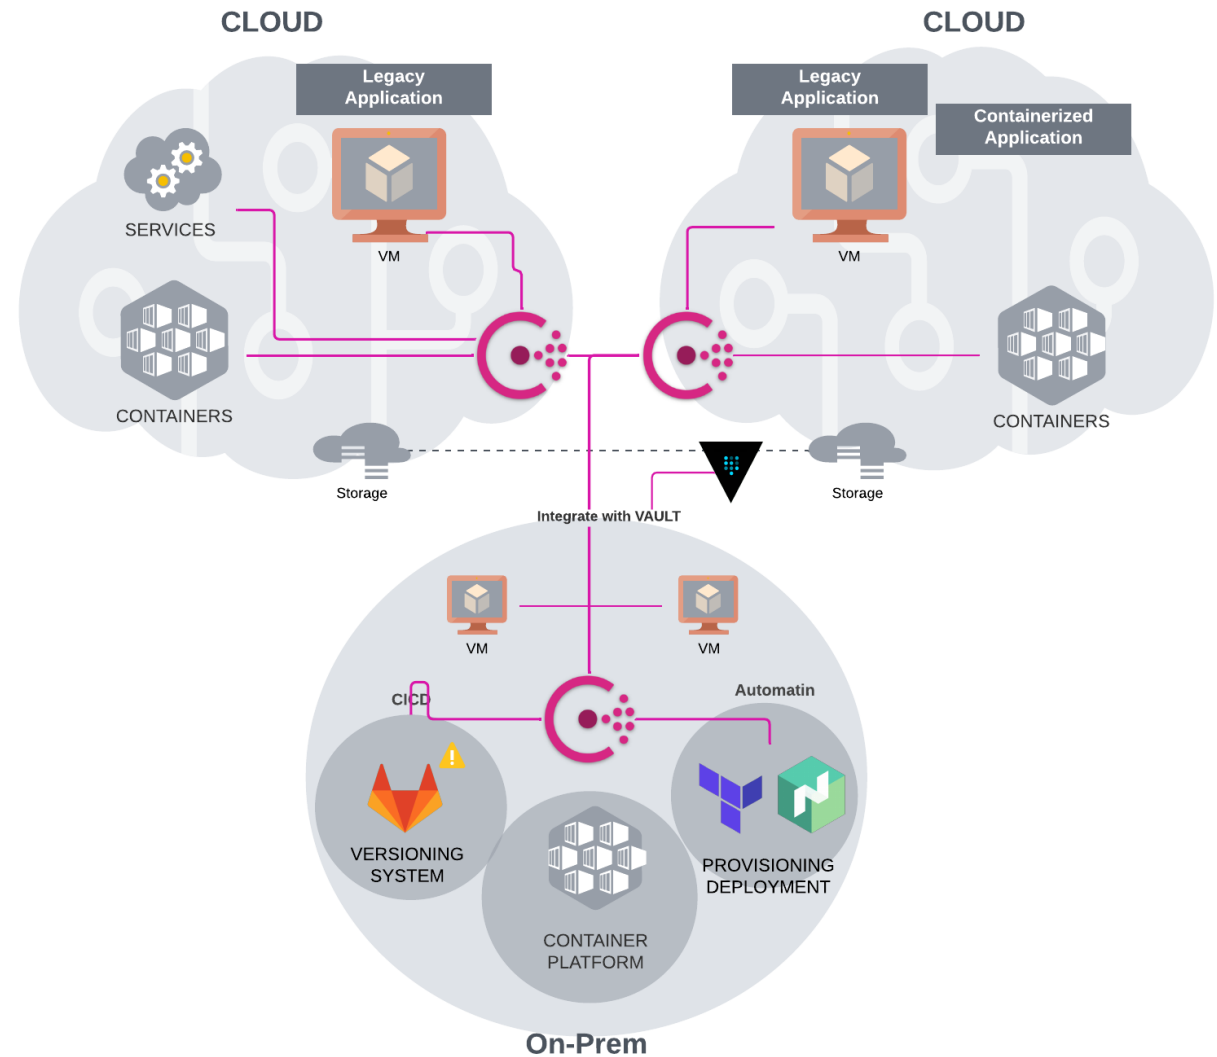 CLOUD
CLOUD
Legacy
Application
Legacy
Application
Containerized
Application
SERVICES
VM
VM
CONTAINERS
CONTAINERS
Storage
Storage
Integrate with VAULT
VM
VM
CICD
Automatin
VERSIONING
SYSTEM
PROVISIONING
DEPLOYMENT
CONTAINER
PLATFORM
On-Prem